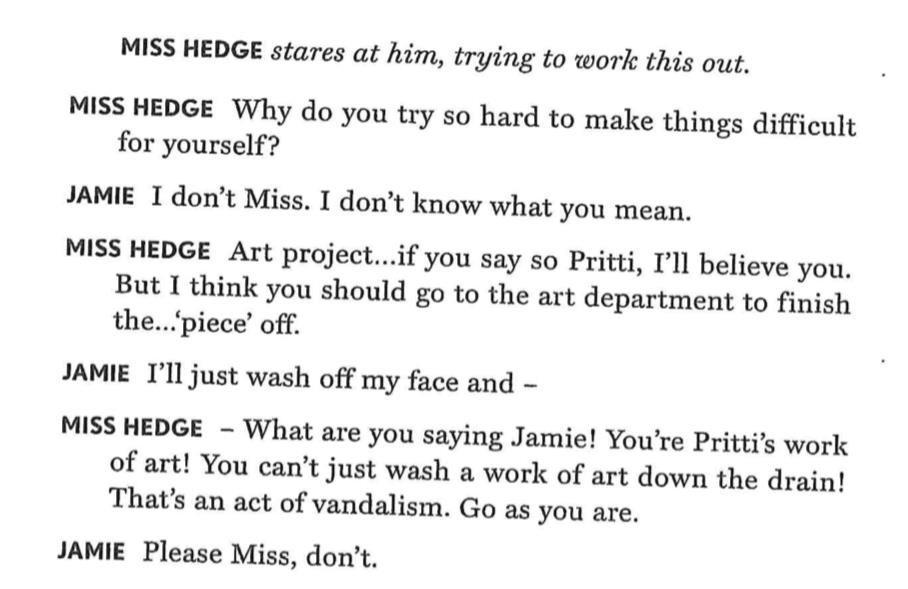 MISS HEDGE stares at him, trying to work this out.
MISS HEDGE Why do you try so hard to make things difficult
for yourself?
JAMIE I don't Miss. I don't know what you mean.
MISS HEDGE Art project...if you say so Pritti, I'll believe you.
But I think you should go to the art department to finish
the...‘piece’ off.
JAMIE I'll just wash off my face and –
MISS HEDGE – What are you saying Jamie! You're Pritti's work
of art! You can't just wash a work of art down the drain!
That's an act of vandalism. Go as you are.
JAMIE Please Miss, don't.